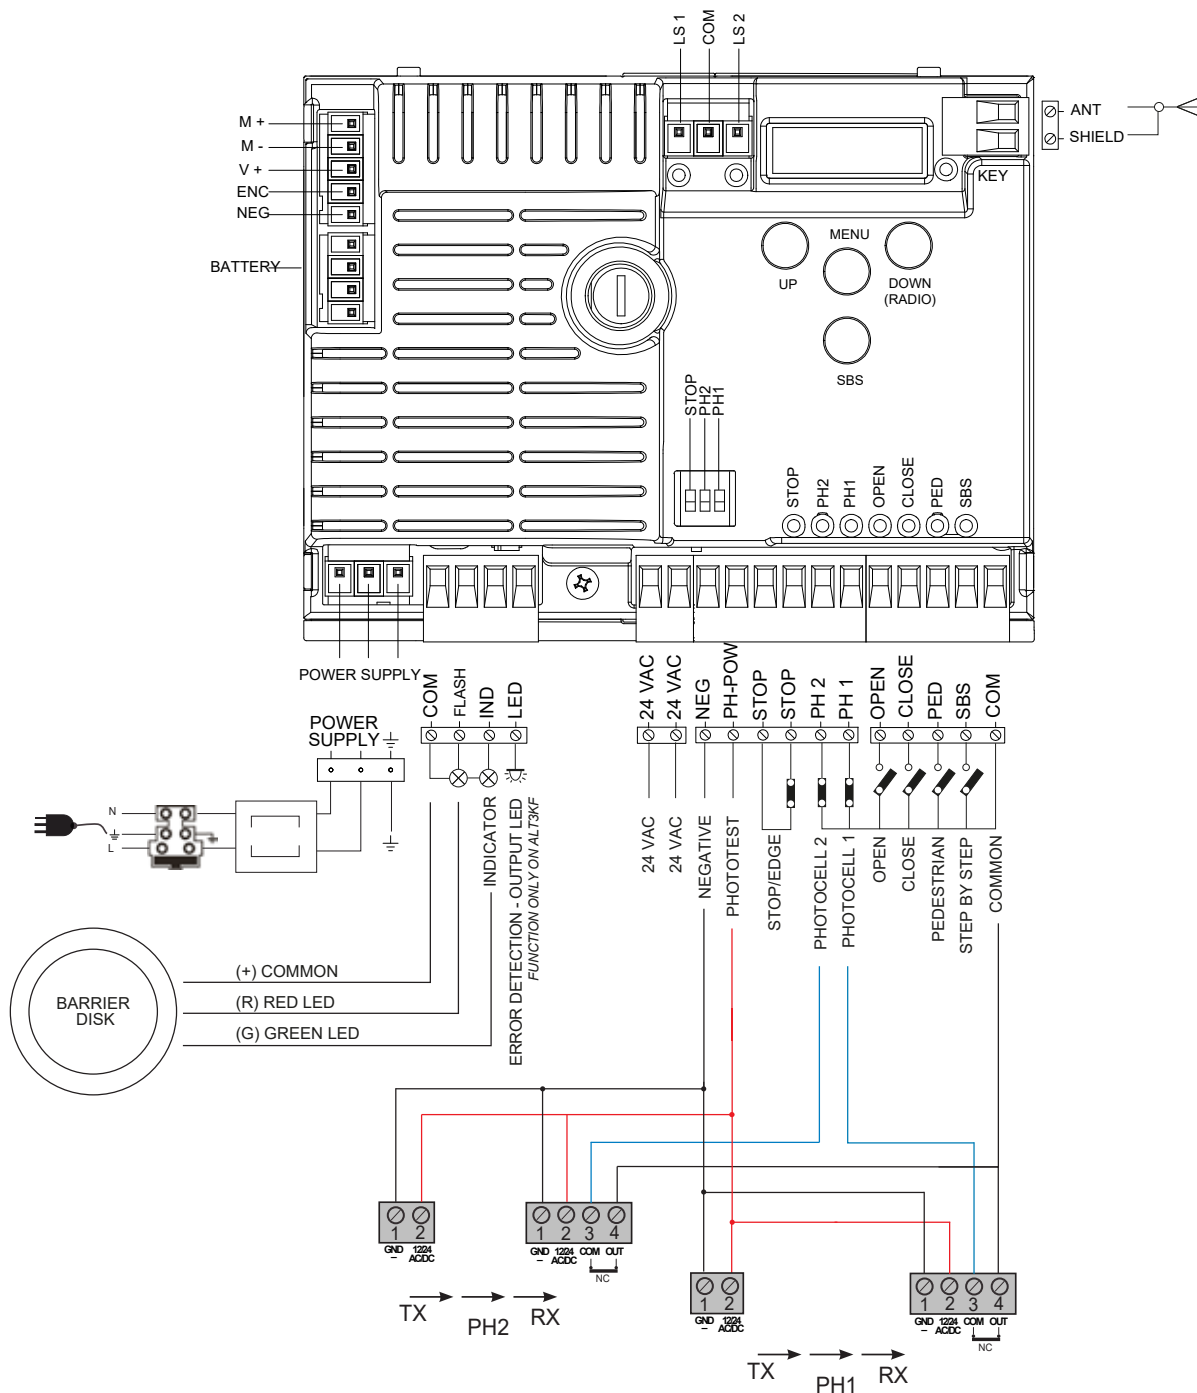 LS 1
COM
LS 2
M +
M -
V +
ENC
NEG
BATTERY
ANT
SHIELD
KEY
MENU
UP
DOWN
(RADIO)
SBS
STOP
PH2
PH1
STOP
PH2
PH1
OPEN
CLOSE
PED
SBS
POWER SUPPLY
COM
FLASH
IND
LED
24 VAC
24 VAC
NEG
PH-POW
STOP
STOP
PH 2
PH 1
OPEN
CLOSE
PED
SBS
COM
POWER
SUPPLY
N
L
INDICATOR
ERROR DETECTION - OUTPUT LED
FUNCTION ONLY ON ALT3KF
24 VAC
24 VAC
NEGATIVE
PHOTOTEST
STOP/EDGE
PHOTOCELL 2
PHOTOCELL 1
OPEN
CLOSE
PEDESTRIAN
STEP BY STEP
COMMON
BARRIER
DISK
(+) COMMON
(R) RED LED
(G) GREEN LED
1 2
GND 12/24
– AC/DC
1 2 3 4
GND 12/24 COM OUT
– AC/DC
NC
TX PH2 RX
1 2
GND 12/24
– AC/DC
1 2 3 4
GND 12/24 COM OUT
– AC/DC
NC
TX PH1 RX